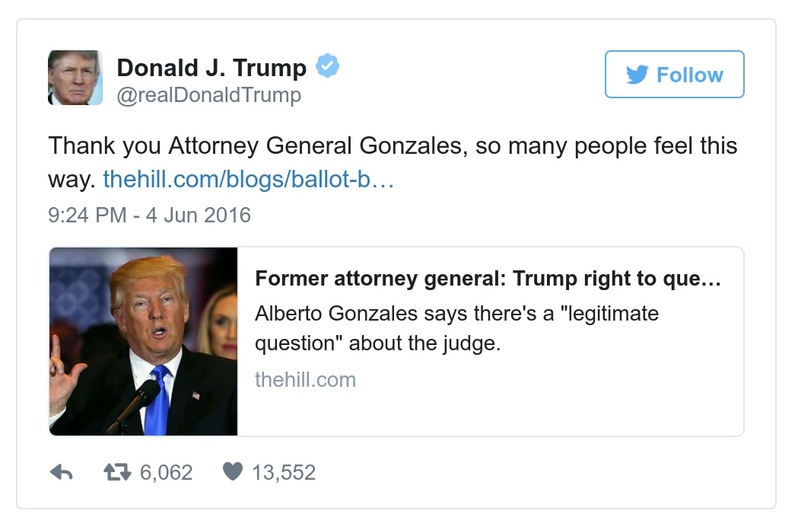 Donald J. Trump
@realDonaldTrump
Follow
Thank you Attorney General Gonzales, so many people feel this
way. thehill.com/blogs/ballot-b…
9:24 PM - 4 Jun 2016
Former attorney general: Trump right to que…
Alberto Gonzales says there's a "legitimate
question" about the judge.
thehill.com
6,062 13,552